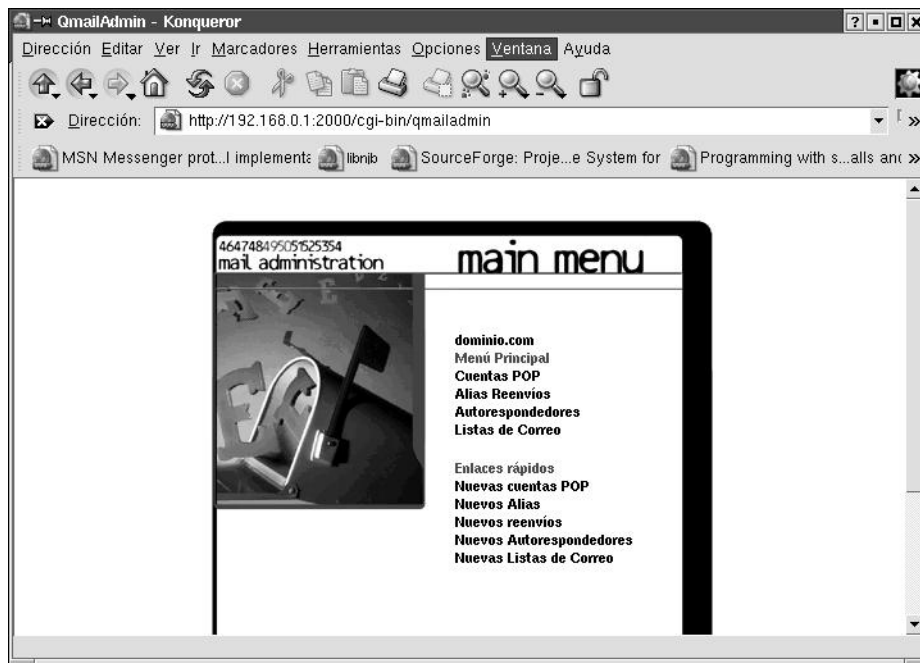 QmailAdmin - Konqueror
Dirección Editar Ver Ir Marcadores Herramientas Opciones Ventana Ayuda
Dirección: http://192.168.0.1:2000/cgi-bin/qmailadmin
MSN Messenger prot...l implements libnjb SourceForge: Proje...e System for Programming with s...alls and
464748495051525354
mail administration
main menu
dominio.com
Menú Principal
Cuentas POP
Alias Reenvíos
Autorespondedores
Listas de Correo
Enlaces rápidos
Nuevas cuentas POP
Nuevos Alias
Nuevos reenvíos
Nuevos Autorespondedores
Nuevas Listas de Correo